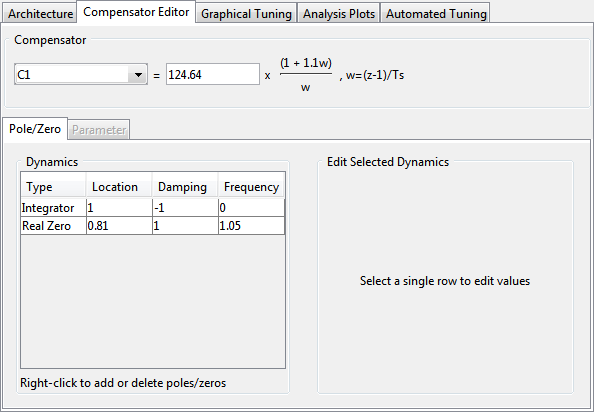 Architecture Compensator Editor Graphical Tuning Analysis Plots Automated Tuning
Compensator
C1 = 124.64 x (1 + 1.1w) / w , w=(z-1)/Ts
Pole/Zero Parameter
Dynamics Edit Selected Dynamics
Type Location Damping Frequency
Integrator 1 -1 0
Real Zero 0.81 1 1.05
Select a single row to edit values
Right-click to add or delete poles/zeros